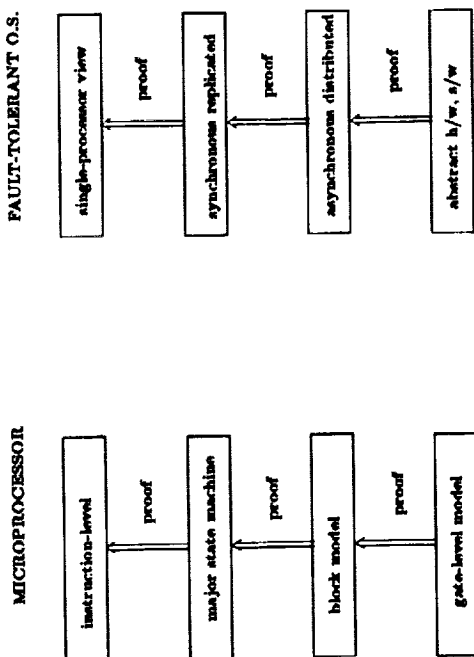 MICROPROCESSOR
instruction-level
proof
major state machine
proof
block model
proof
gate-level model
FAULT-TOLERANT O.S.
single-processor view
proof
synchronous replicated
proof
asynchronous distributed
proof
abstract h/w, s/w